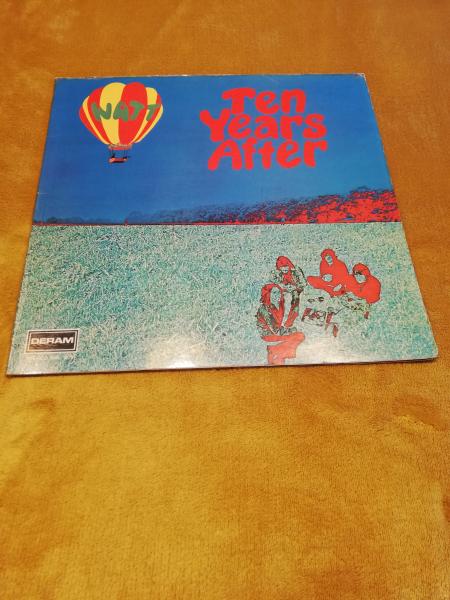 WATT
Ten
Years
After
DERAM